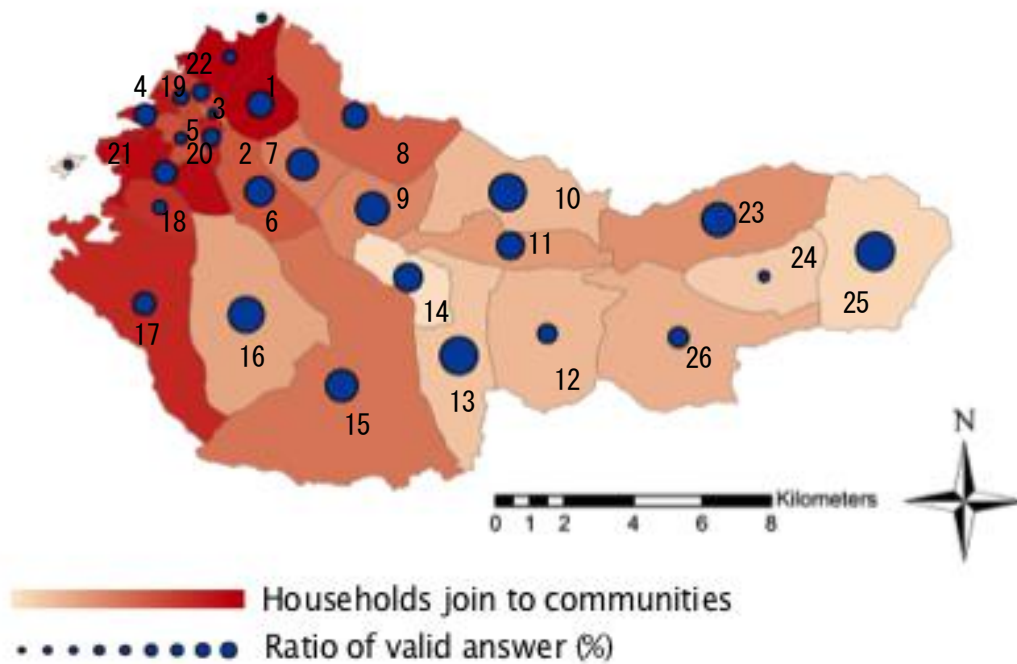 22
4 19 1
3
5
21 20 2 7 8
18 6 9 10
11 23
24
14 25
17
16 12 26
13
15
N
Kilometers
0 1 2 4 6 8
Households join to communities
Ratio of valid answer (%)